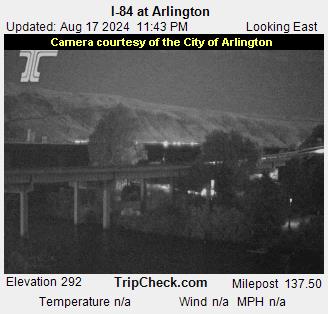 I-84 at Arlington
Updated: Aug 17 2024 11:43 PM Looking East
Camera courtesy of the City of Arlington
Elevation 292 TripCheck.com Milepost 137.50
Temperature n/a Wind n/a MPH n/a